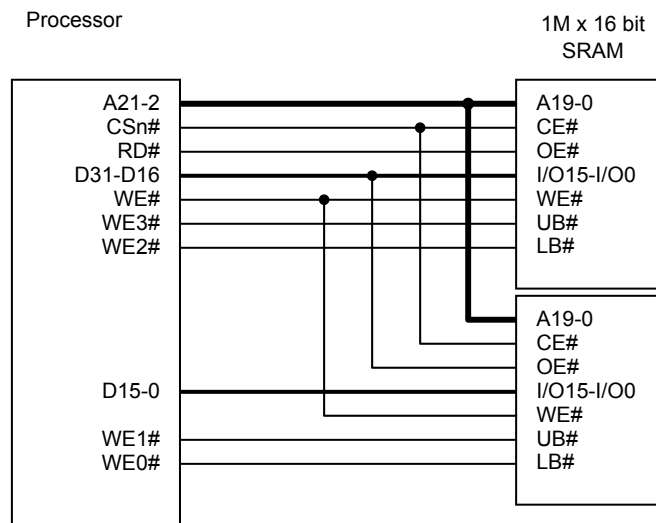 Processor
1M x 16 bit
SRAM
A21-2
CSn#
RD#
D31-D16
WE#
WE3#
WE2#
D15-0
WE1#
WE0#
A19-0
CE#
OE#
I/O15-I/O0
WE#
UB#
LB#
A19-0
CE#
OE#
I/O15-I/O0
WE#
UB#
LB#